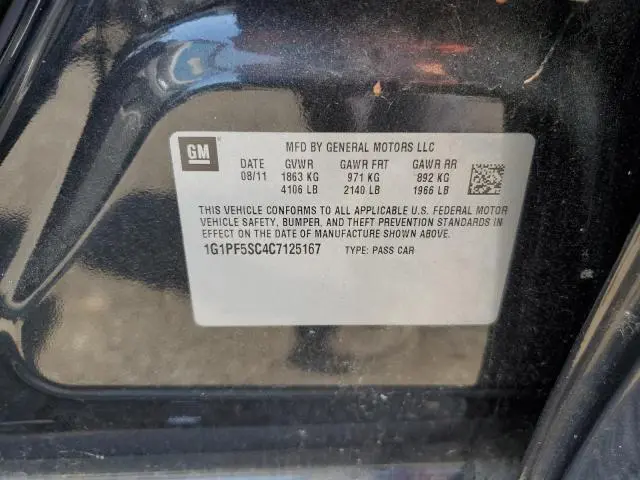 GM
MFD BY GENERAL MOTORS LLC
DATE GVWR GAWR FRT GAWR RR
08/11 1863 KG 971 KG 892 KG
4106 LB 2140 LB 1966 LB
THIS VEHICLE CONFORMS TO ALL APPLICABLE U.S. FEDERAL MOTOR
VEHICLE SAFETY, BUMPER, AND THEFT PREVENTION STANDARDS IN
EFFECT ON THE DATE OF MANUFACTURE SHOWN ABOVE.
1G1PF5SC4C7125167 TYPE: PASS CAR